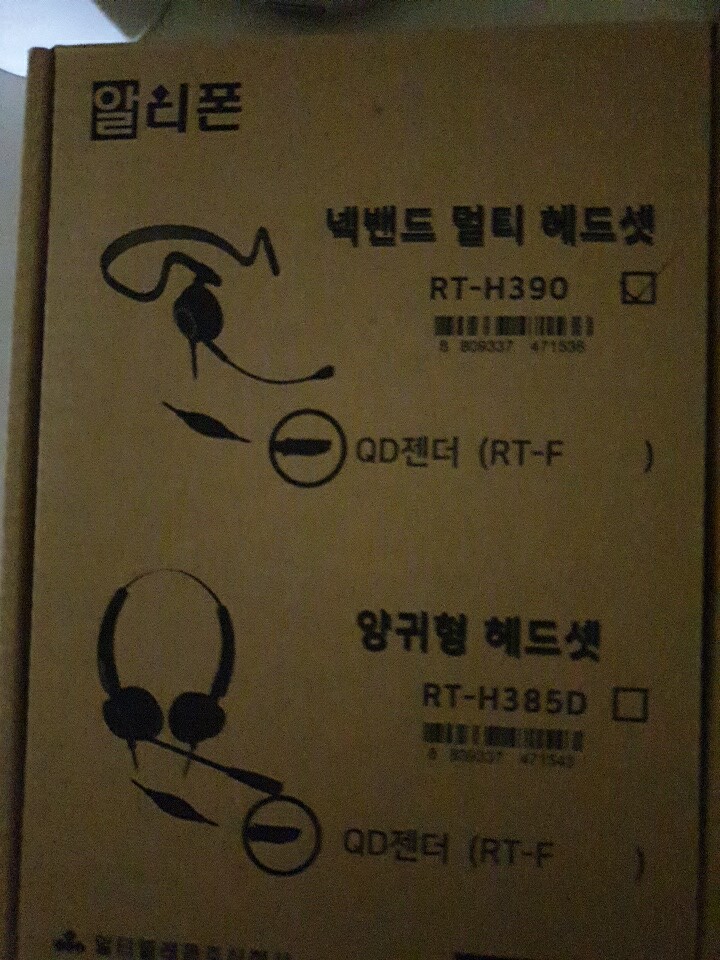 알리폰
넥밴드 멀티 헤드셋
RT-H390
8 809337 471536
QD젠더 (RT-F )
양귀형 헤드셋
RT-H385D
8 809337 471543
QD젠더 (RT-F )